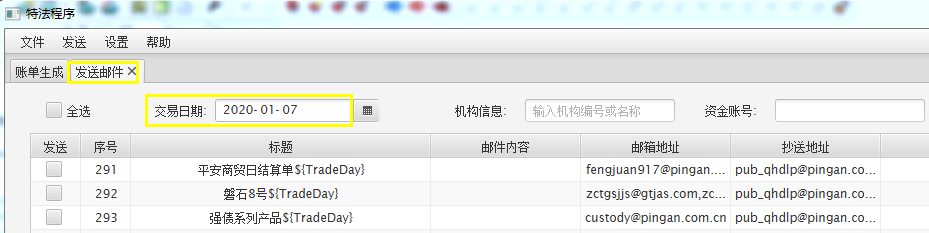 特法程序
文件 发送 设置 帮助
账单生成 发送邮件
全选 交易日期: 2020-01-07 机构信息: 输入机构编号或名称 资金账号:
发送 序号 标题 邮件内容 邮箱地址 抄送地址
291 平安商贸日结算单${TradeDay} fengjuan917@pingan.... pub_qhdlp@pingan.co...
292 磐石8号${TradeDay} zctgsjjs@gtjas.com,zc... pub_qhdlp@pingan.co...
293 强债系列产品${TradeDay} custody@pingan.com.cn pub_qhdlp@pingan.co...